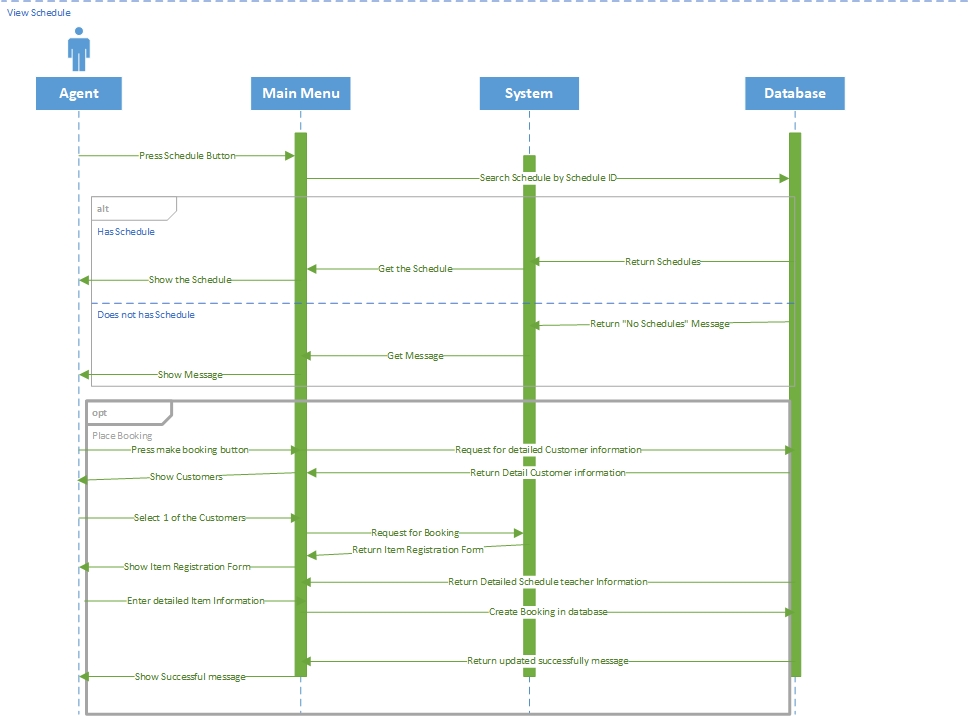 View Schedule
Agent
Main Menu
System
Database
Press Schedule Button
Search Schedule by Schedule ID
alt
Has Schedule
Return Schedules
Get the Schedule
Show the Schedule
Does not has Schedule
Return "No Schedules" Message
Get Message
Show Message
opt
Place Booking
Press make booking button
Request for detailed Customer information
Return Detail Customer information
Show Customers
Select 1 of the Customers
Request for Booking
Return Item Registration Form
Show Item Registration Form
Return Detailed Schedule teacher Information
Enter detailed Item Information
Create Booking in database
Return updated successfully message
Show Successful message